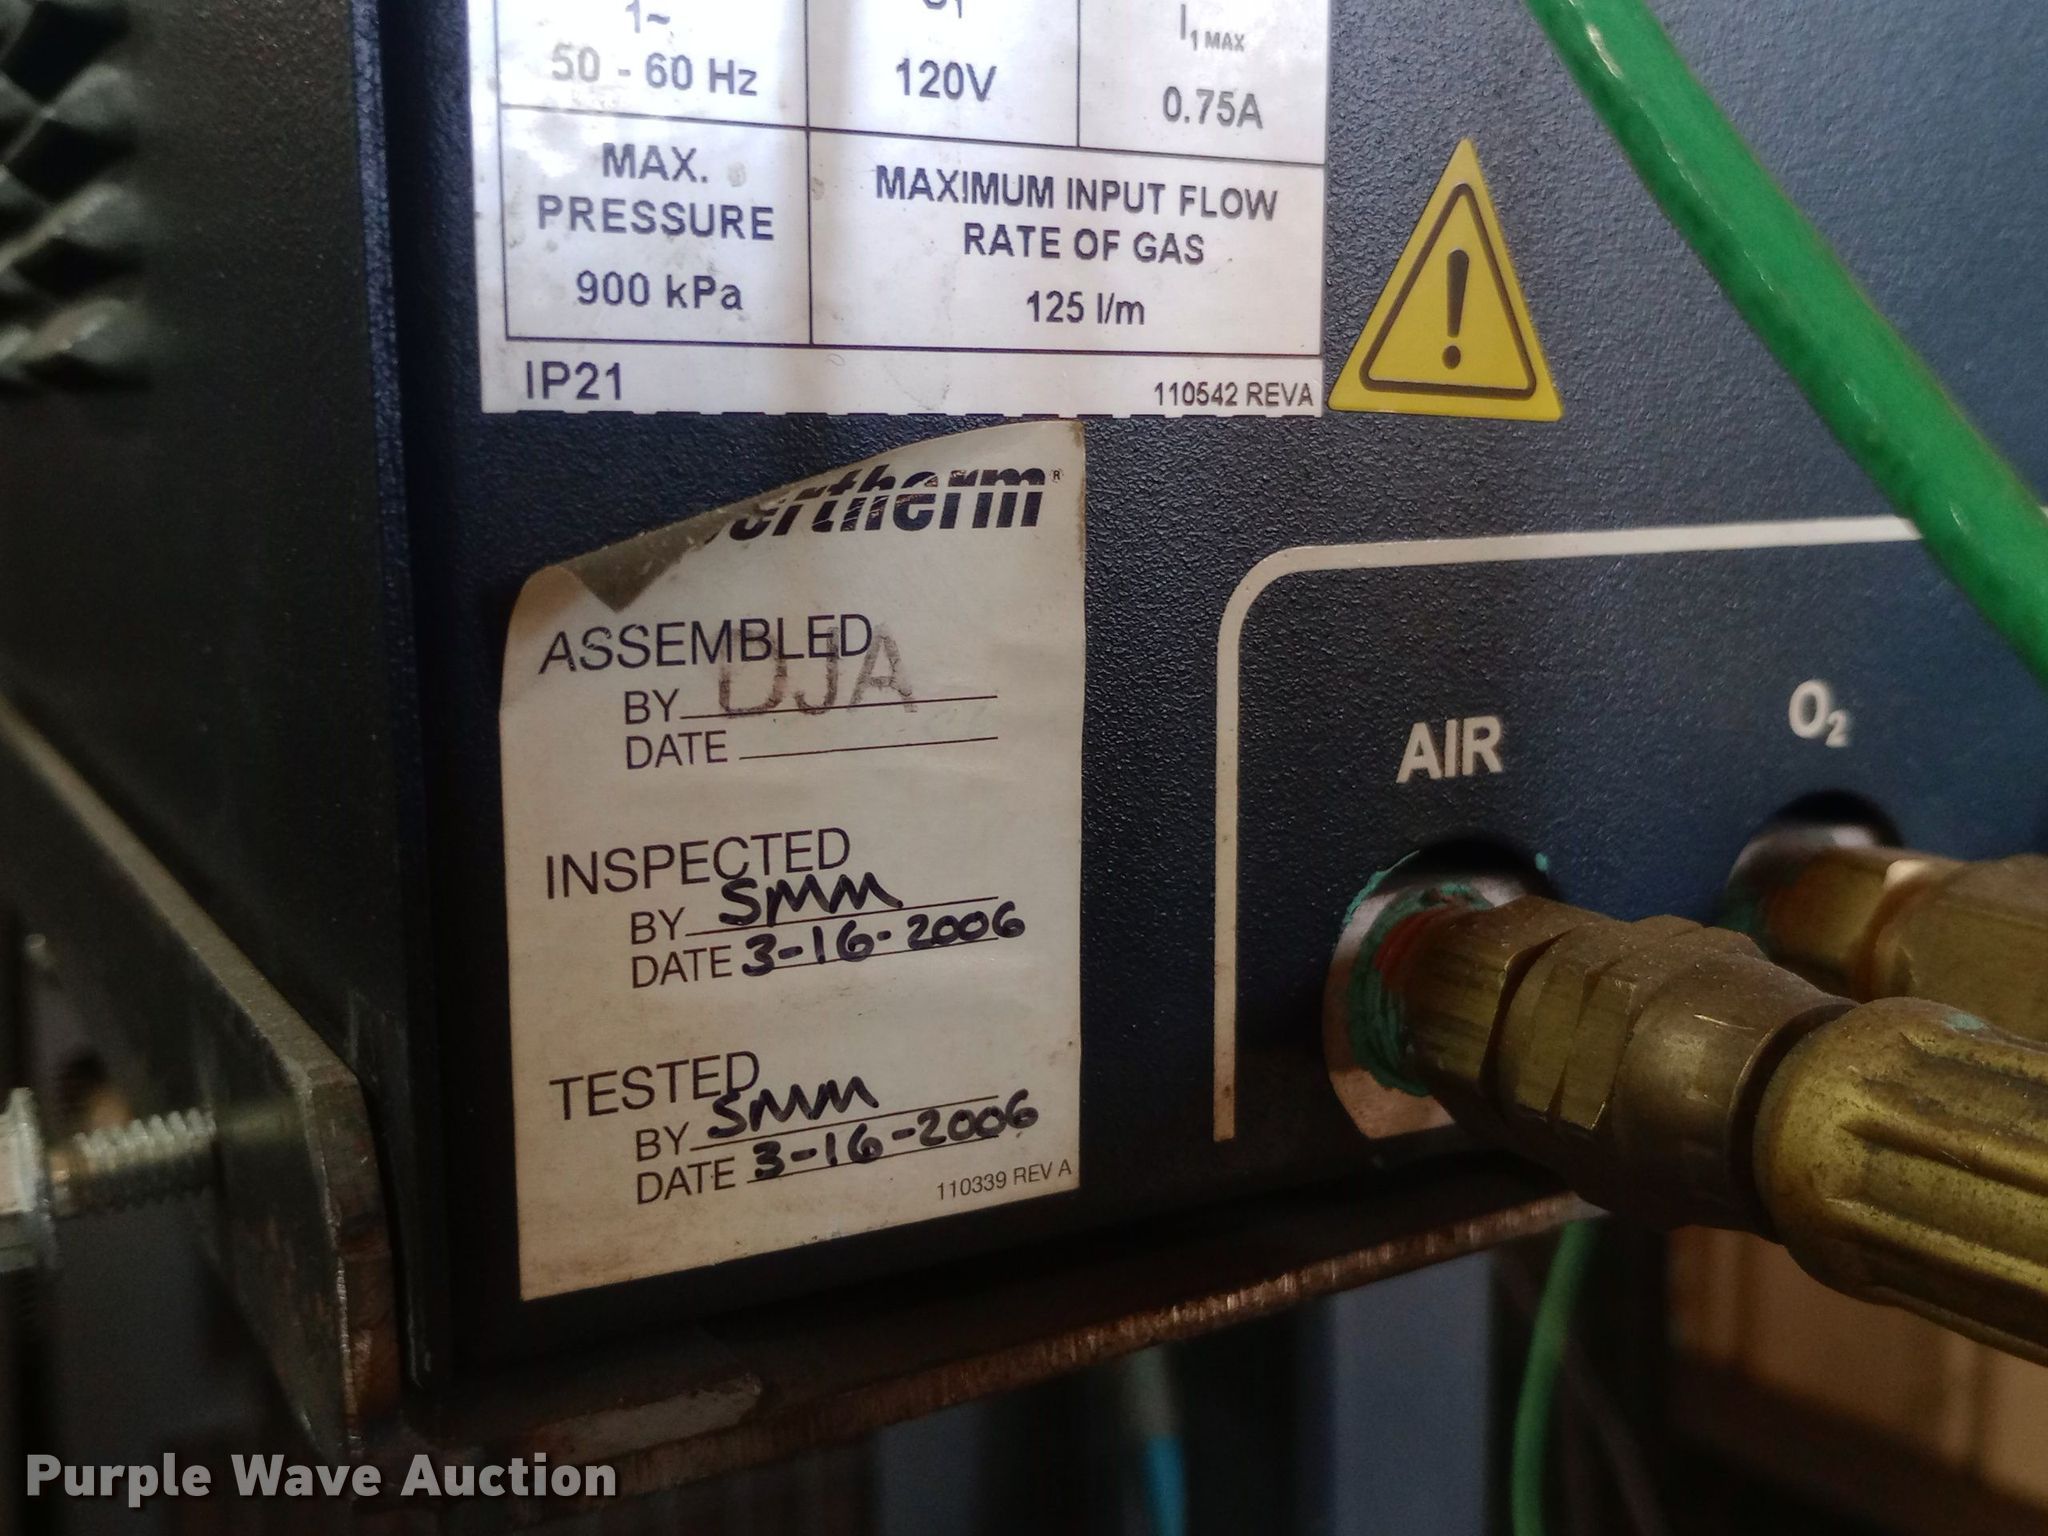 1~
50 - 60 Hz
120V
I1 MAX
0.75A
MAX.
PRESSURE
900 kPa
MAXIMUM INPUT FLOW
RATE OF GAS
125 l/m
IP21
110542 REVA
ertherm®
ASSEMBLED
BY DJA
DATE
INSPECTED
BY SMM
DATE 3-16-2006
TESTED
BY SMM
DATE 3-16-2006
110339 REV A
AIR
O2
Purple Wave Auction